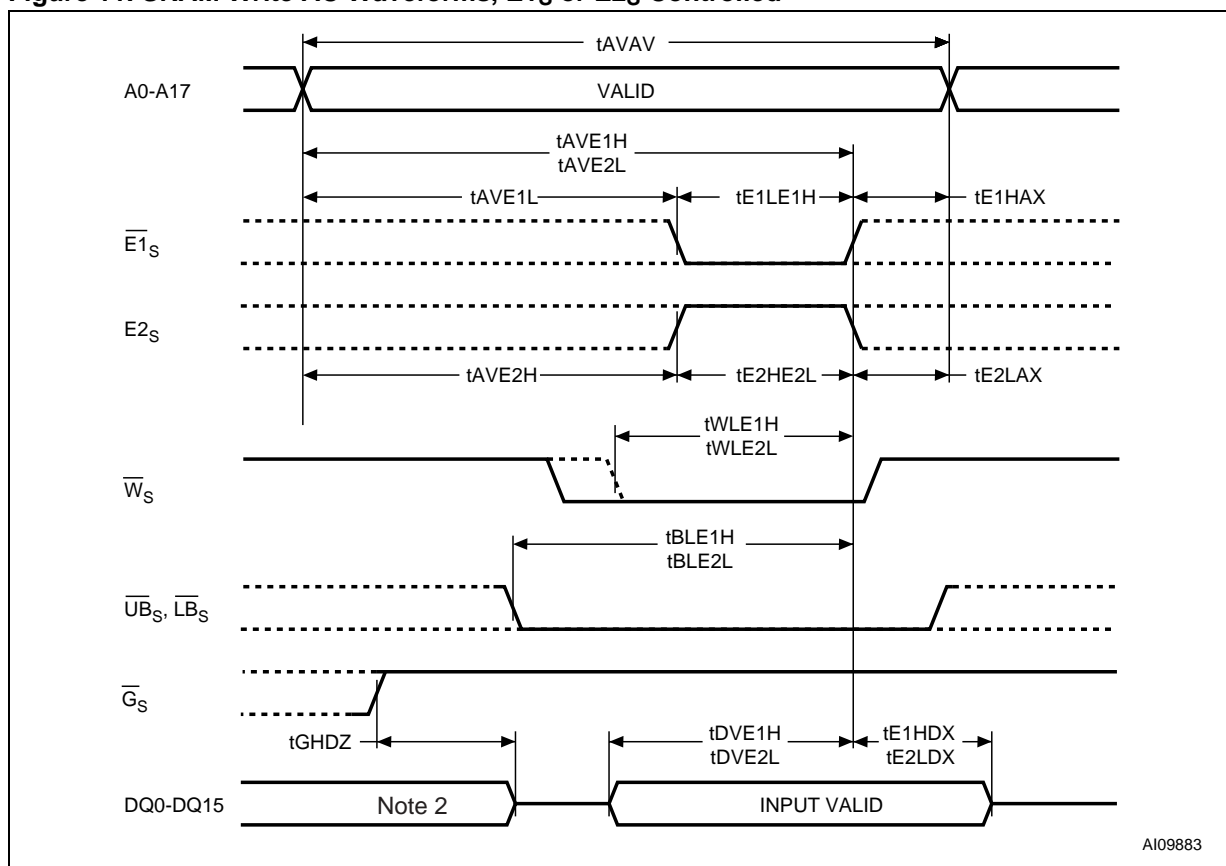 tAVAV
A0-A17
VALID
tAVE1H
tAVE2L
tAVE1L
tE1LE1H
tE1HAX
E1S
E2S
tAVE2H
tE2HE2L
tE2LAX
tWLE1H
tWLE2L
WS
tBLE1H
tBLE2L
UBS, LBS
GS
tGHDZ
tDVE1H
tDVE2L
tE1HDX
tE2LDX
DQ0-DQ15
Note 2
INPUT VALID
AI09883